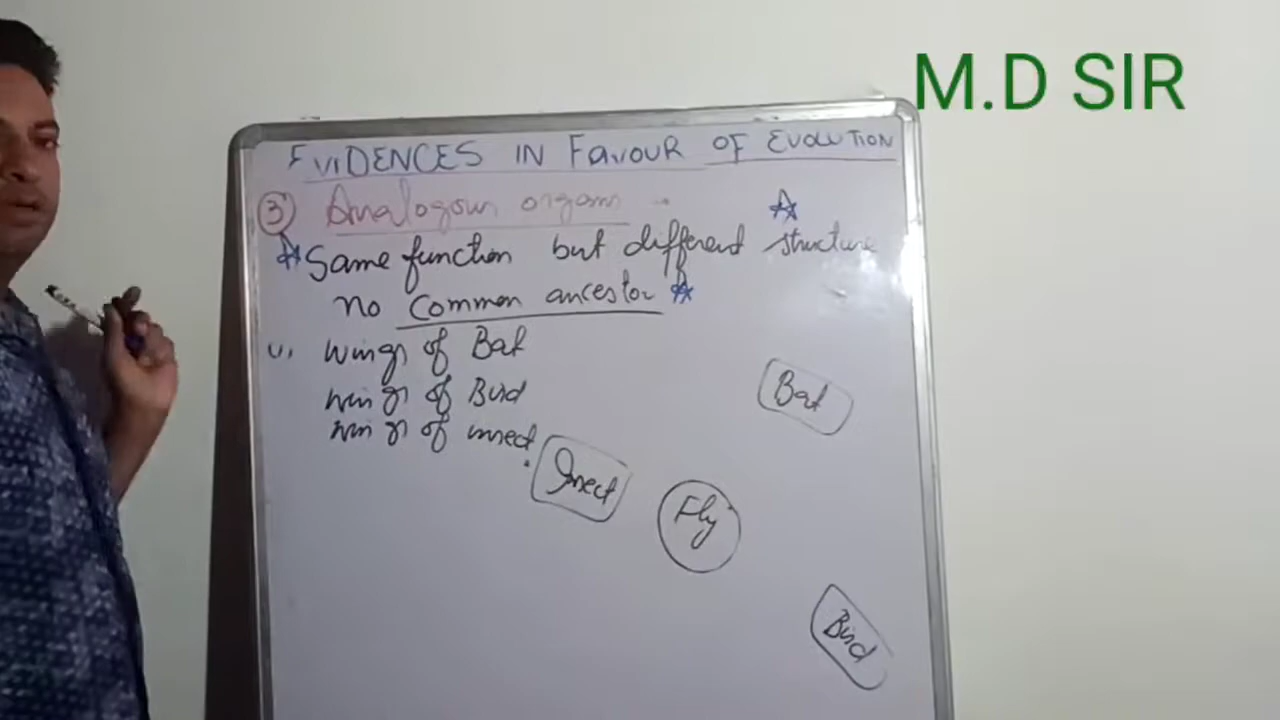 M.D SIR
EVIDENCES IN FAVOUR OF EVOLUTION
3 Analogous organs
Same function but different structure
no common ancestor
wings of Bat
wings of Bird
wings of insect.
Bat
Insect
Fly
Bird